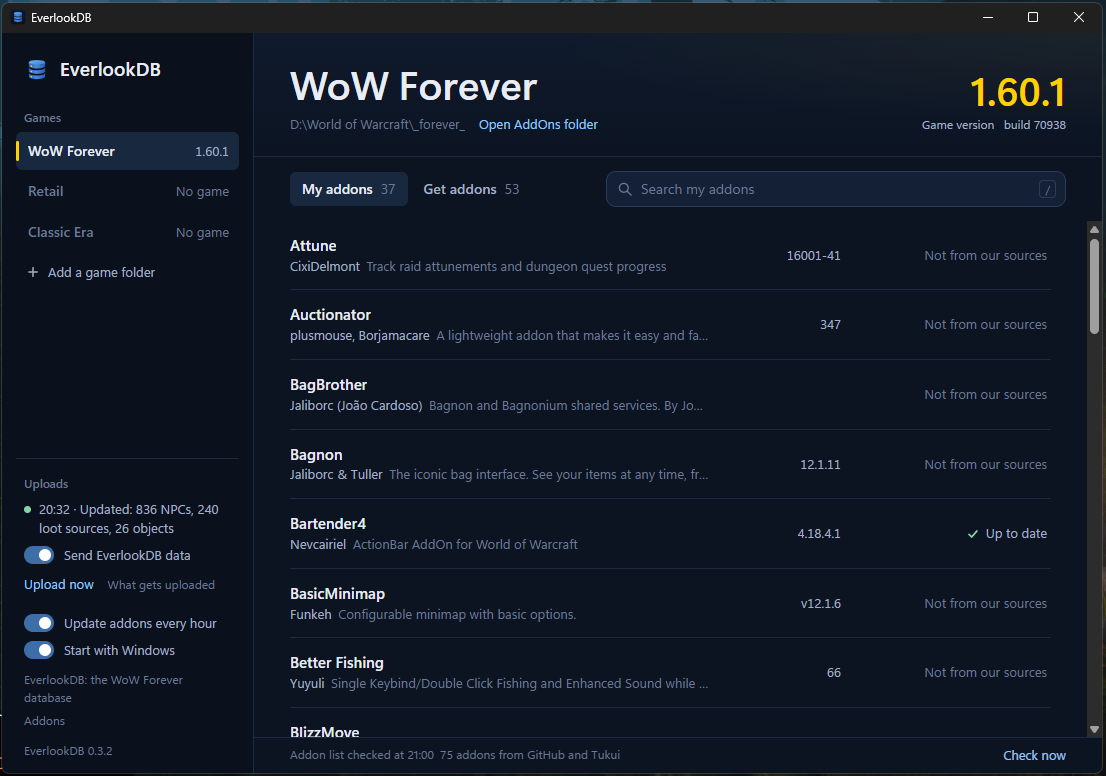 EverlookDB
EverlookDB
Games
WoW Forever 1.60.1
Retail No game
Classic Era No game
+ Add a game folder
Uploads
20:32 · Updated: 836 NPCs, 240
loot sources, 26 objects
Send EverlookDB data
Upload now What gets uploaded
Update addons every hour
Start with Windows
EverlookDB: the WoW Forever
database
Addons
EverlookDB 0.3.2
WoW Forever
D:\World of Warcraft\_forever_ Open AddOns folder
1.60.1
Game version build 70938
My addons 37 Get addons 53 Search my addons /
Attune
CixiDelmont Track raid attunements and dungeon quest progress
16001-41 Not from our sources
Auctionator
plusmouse, Borjamacare A lightweight addon that makes it easy and fa...
347 Not from our sources
BagBrother
Jaliborc (João Cardoso) Bagnon and Bagnonium shared services. By Jo...
Not from our sources
Bagnon
Jaliborc & Tuller The iconic bag interface. See your items at any time, fr...
12.1.11 Not from our sources
Bartender4
Nevcairiel ActionBar AddOn for World of Warcraft
4.18.4.1 Up to date
BasicMinimap
Funkeh Configurable minimap with basic options.
v12.1.6 Not from our sources
Better Fishing
Yuyuli Single Keybind/Double Click Fishing and Enhanced Sound while ...
66 Not from our sources
BlizzMove
Addon list checked at 21:00 75 addons from GitHub and Tukui Check now